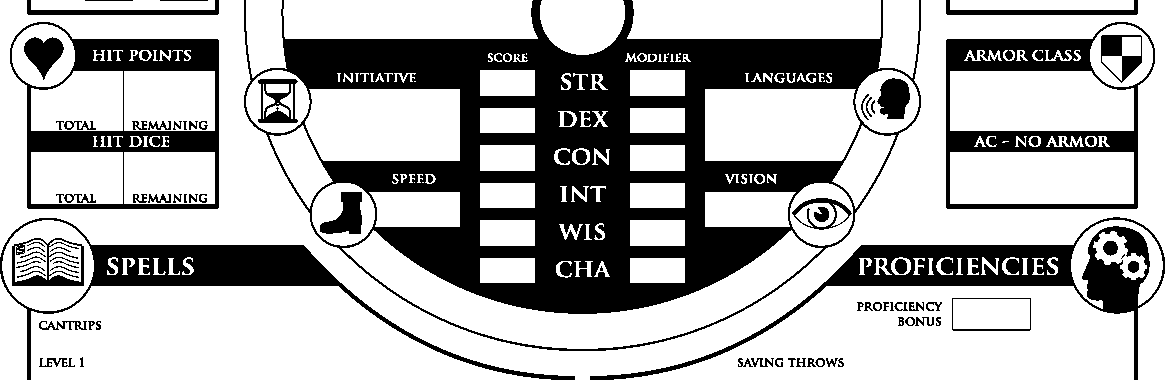 HIT POINTS
TOTAL REMAINING
HIT DICE
TOTAL REMAINING
INITIATIVE
SPEED
SCORE MODIFIER
STR
DEX
CON
INT
WIS
CHA
LANGUAGES
VISION
ARMOR CLASS
AC - NO ARMOR
SPELLS
CANTRIPS
LEVEL 1
PROFICIENCIES
PROFICIENCY
BONUS
SAVING THROWS